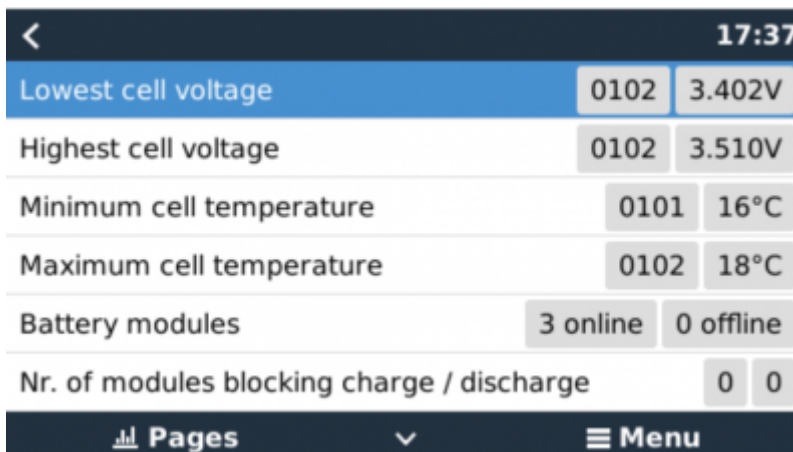 17:37
Lowest cell voltage 0102 3.402V
Highest cell voltage 0102 3.510V
Minimum cell temperature 0101 16°C
Maximum cell temperature 0102 18°C
Battery modules 3 online 0 offline
Nr. of modules blocking charge / discharge 0 0
Pages Menu